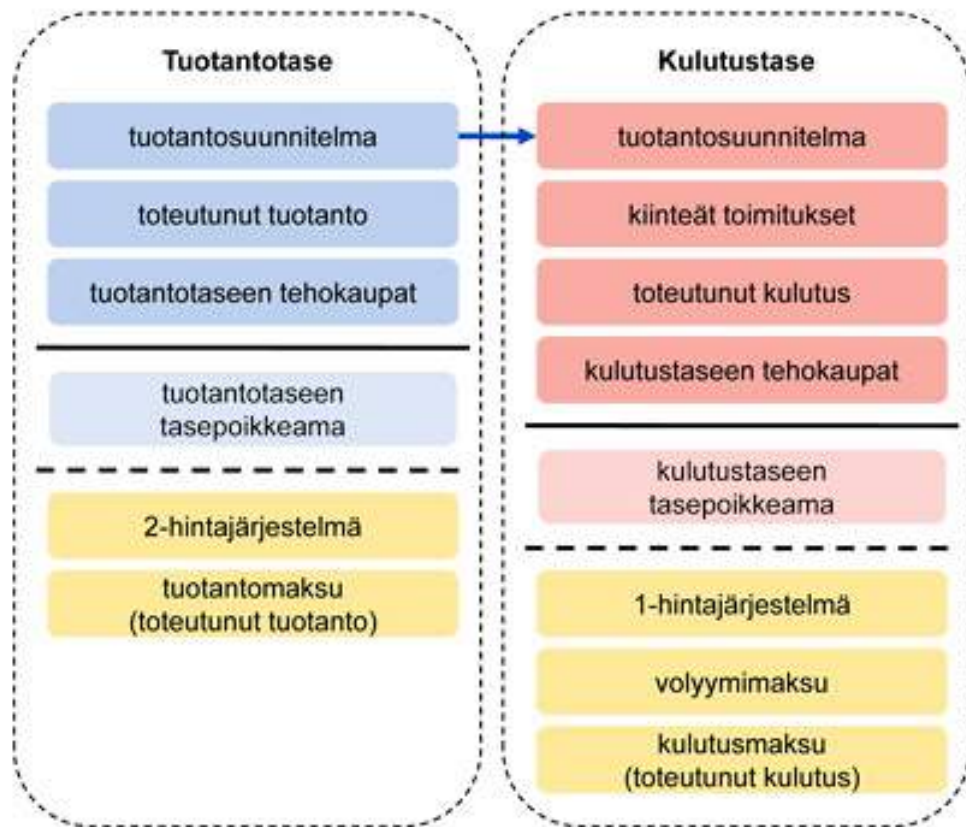 Tuotantotase
tuotantosuunnitelma
toteutunut tuotanto
tuotantotaseen tehokaupat
tuotantotaseen
tasepoikkeama
2-hintajärjestelmä
tuotantomaksu
(toteutunut tuotanto)
Kulutustase
tuotantosuunnitelma
kiinteät toimitukset
toteutunut kulutus
kulutustaseen tehokaupat
kulutustaseen
tasepoikkeama
1-hintajärjestelmä
volyymimaksu
kulutusmaksu
(toteutunut kulutus)